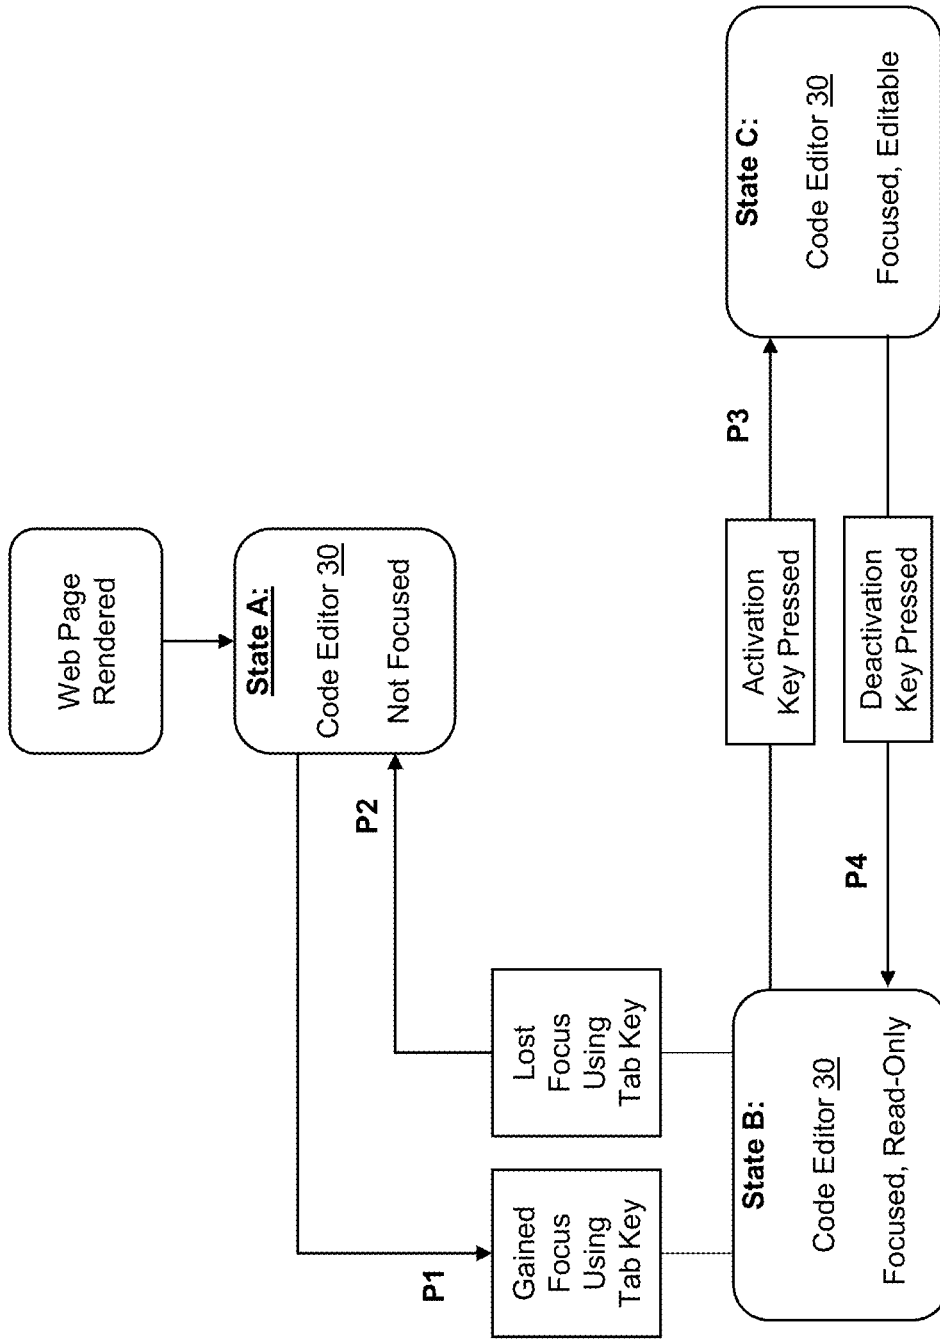 Web Page
Rendered
State A:
Code Editor 30
Not Focused
P1
P2
Gained
Focus
Using
Tab Key
Lost
Focus
Using
Tab Key
State B:
Code Editor 30
Focused, Read-Only
Activation
Key Pressed
P3
P4
Deactivation
Key Pressed
State C:
Code Editor 30
Focused, Editable